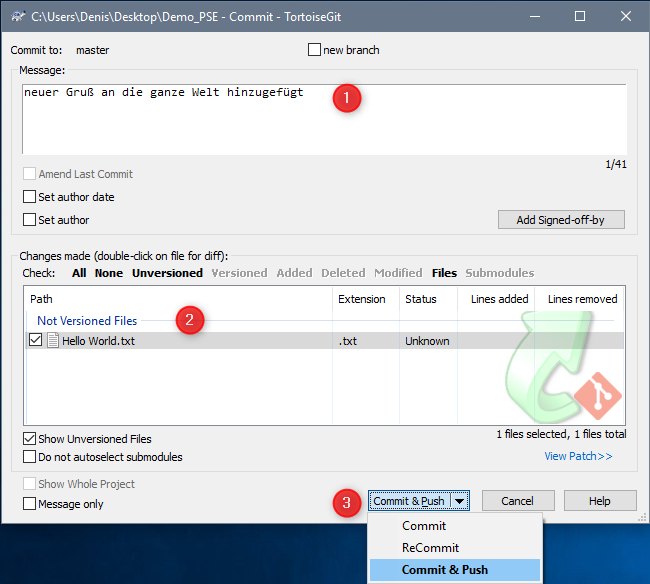 C:\Users\Denis\Desktop\Demo_PSE - Commit - TortoiseGit
Commit to: master new branch
Message:
neuer Gruß an die ganze Welt hinzugefügt 1
1/41
Amend Last Commit
Set author date
Set author Add Signed-off-by
Changes made (double-click on file for diff):
Check: All None Unversioned Versioned Added Deleted Modified Files Submodules
Path Extension Status Lines added Lines removed
Not Versioned Files 2
Hello World.txt .txt Unknown
Show Unversioned Files 1 files selected, 1 files total
Do not autoselect submodules View Patch>>
Show Whole Project
Message only 3 Commit & Push Cancel Help
Commit
ReCommit
Commit & Push